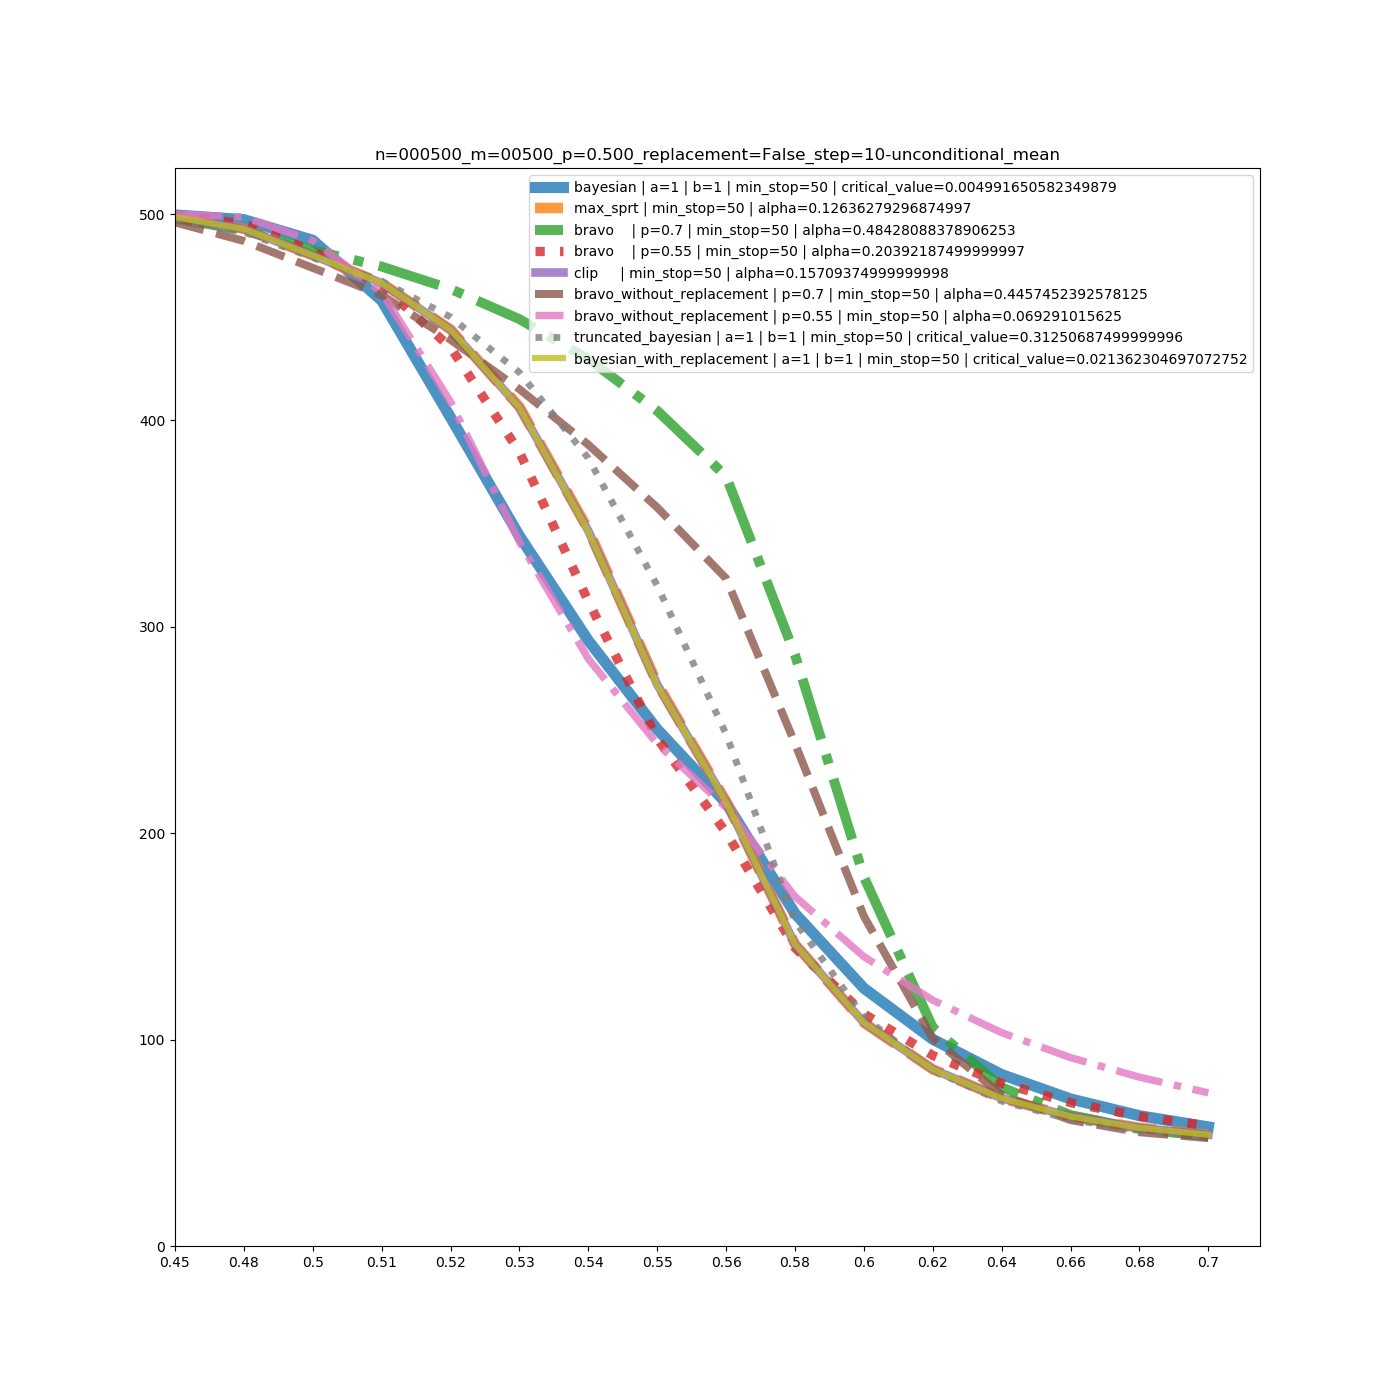 n=000500_m=00500_p=0.500_replacement=False_step=10-unconditional_mean
bayesian | a=1 | b=1 | min_stop=50 | critical_value=0.004991650582349879
max_sprt | min_stop=50 | alpha=0.12636279296874997
bravo | p=0.7 | min_stop=50 | alpha=0.48428088378906253
bravo | p=0.55 | min_stop=50 | alpha=0.20392187499999997
clip | min_stop=50 | alpha=0.15709374999999998
bravo_without_replacement | p=0.7 | min_stop=50 | alpha=0.4457452392578125
bravo_without_replacement | p=0.55 | min_stop=50 | alpha=0.069291015625
truncated_bayesian | a=1 | b=1 | min_stop=50 | critical_value=0.31250687499999996
bayesian_with_replacement | a=1 | b=1 | min_stop=50 | critical_value=0.021362304697072752
500
400
300
200
100
0
0.45 0.48 0.5 0.51 0.52 0.53 0.54 0.55 0.56 0.58 0.6 0.62 0.64 0.66 0.68 0.7